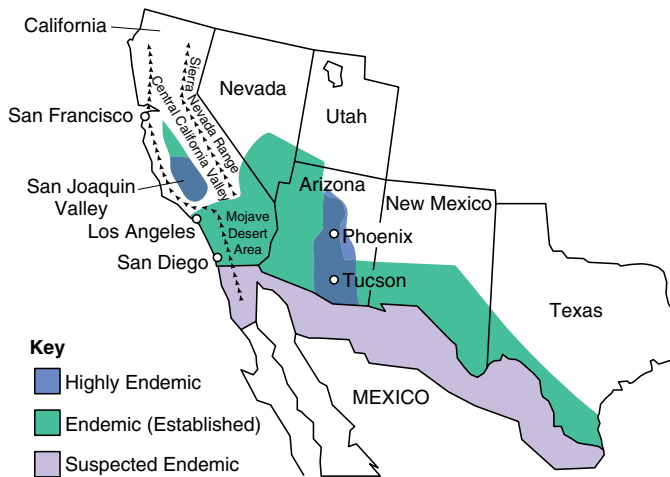 California
San Francisco
San Joaquin
Valley
Los Angeles
San Diego
Central California Valley
Sierra Nevada Range
Nevada
Utah
Mojave
Desert
Area
Arizona
Phoenix
Tucson
New Mexico
Texas
MEXICO
Key
Highly Endemic
Endemic (Established)
Suspected Endemic